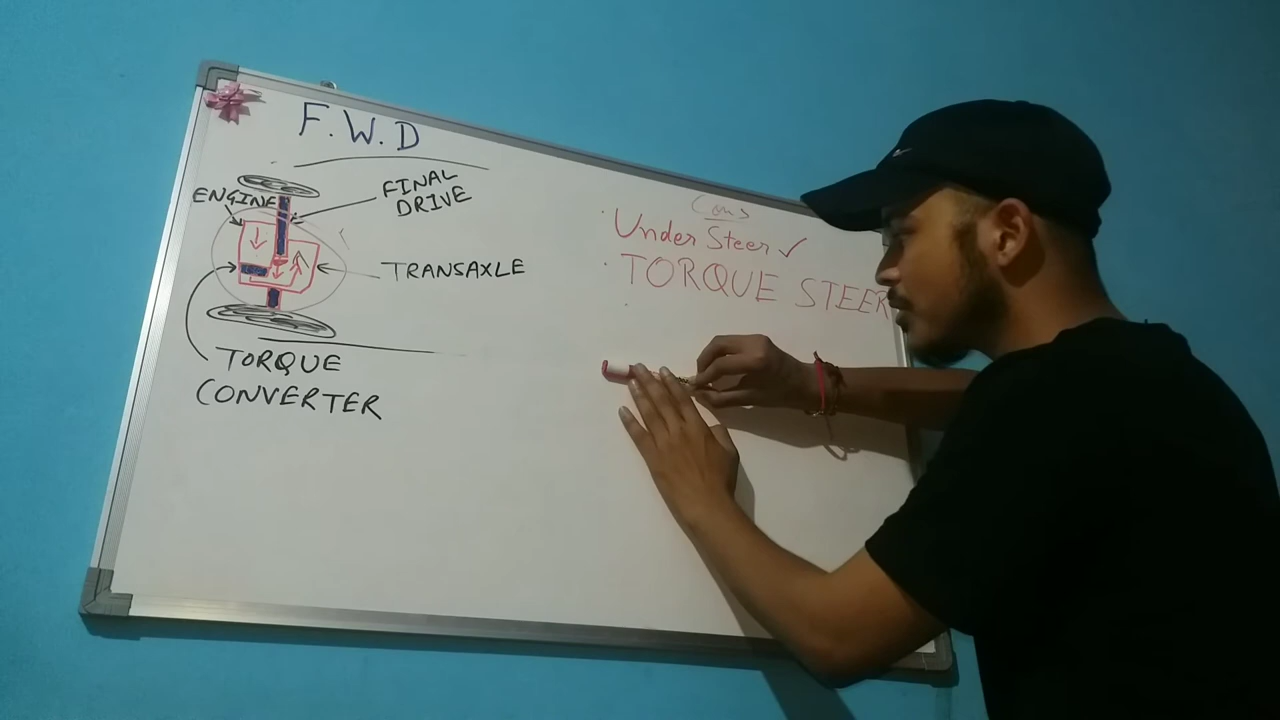 F.W.D
ENGINE
FINAL
DRIVE
TRANSAXLE
TORQUE
CONVERTER
Cons
Under Steer ✓
TORQUE STEER